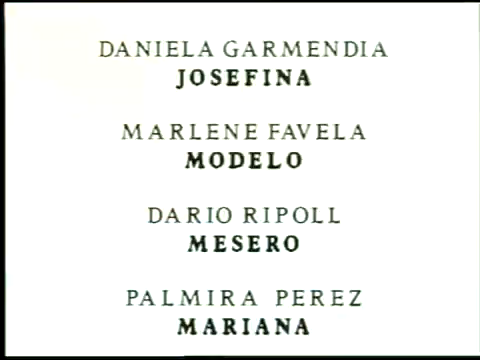 DANIELA GARMENDIA
JOSEFINA
MARLENE FAVELA
MODELO
DARIO RIPOLL
MESERO
PALMIRA PEREZ
MARIANA